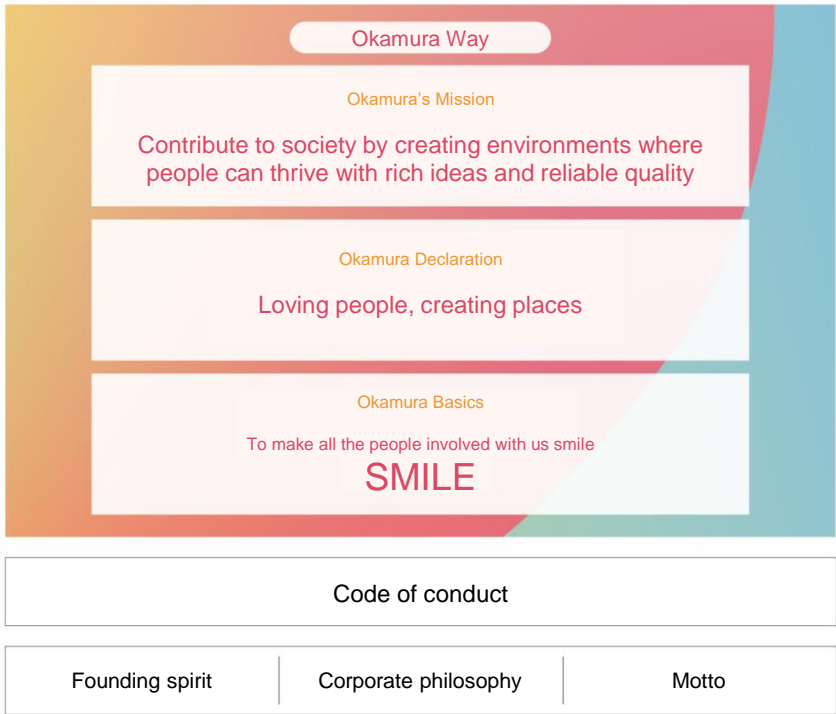 Okamura Way
Okamura's Mission
Contribute to society by creating environments where
people can thrive with rich ideas and reliable quality
Okamura Declaration
Loving people, creating places
Okamura Basics
To make all the people involved with us smile
SMILE
Code of conduct
Founding spirit
Corporate philosophy
Motto